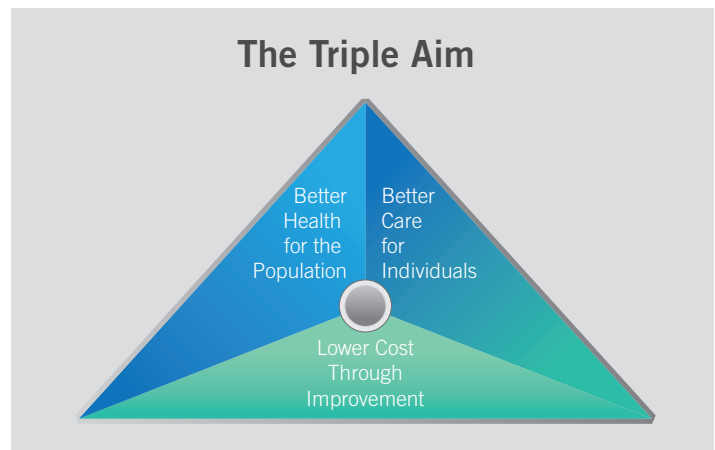 The Triple Aim
Better
Health
for the
Population
Better
Care
for
Individuals
Lower Cost
Through
Improvement